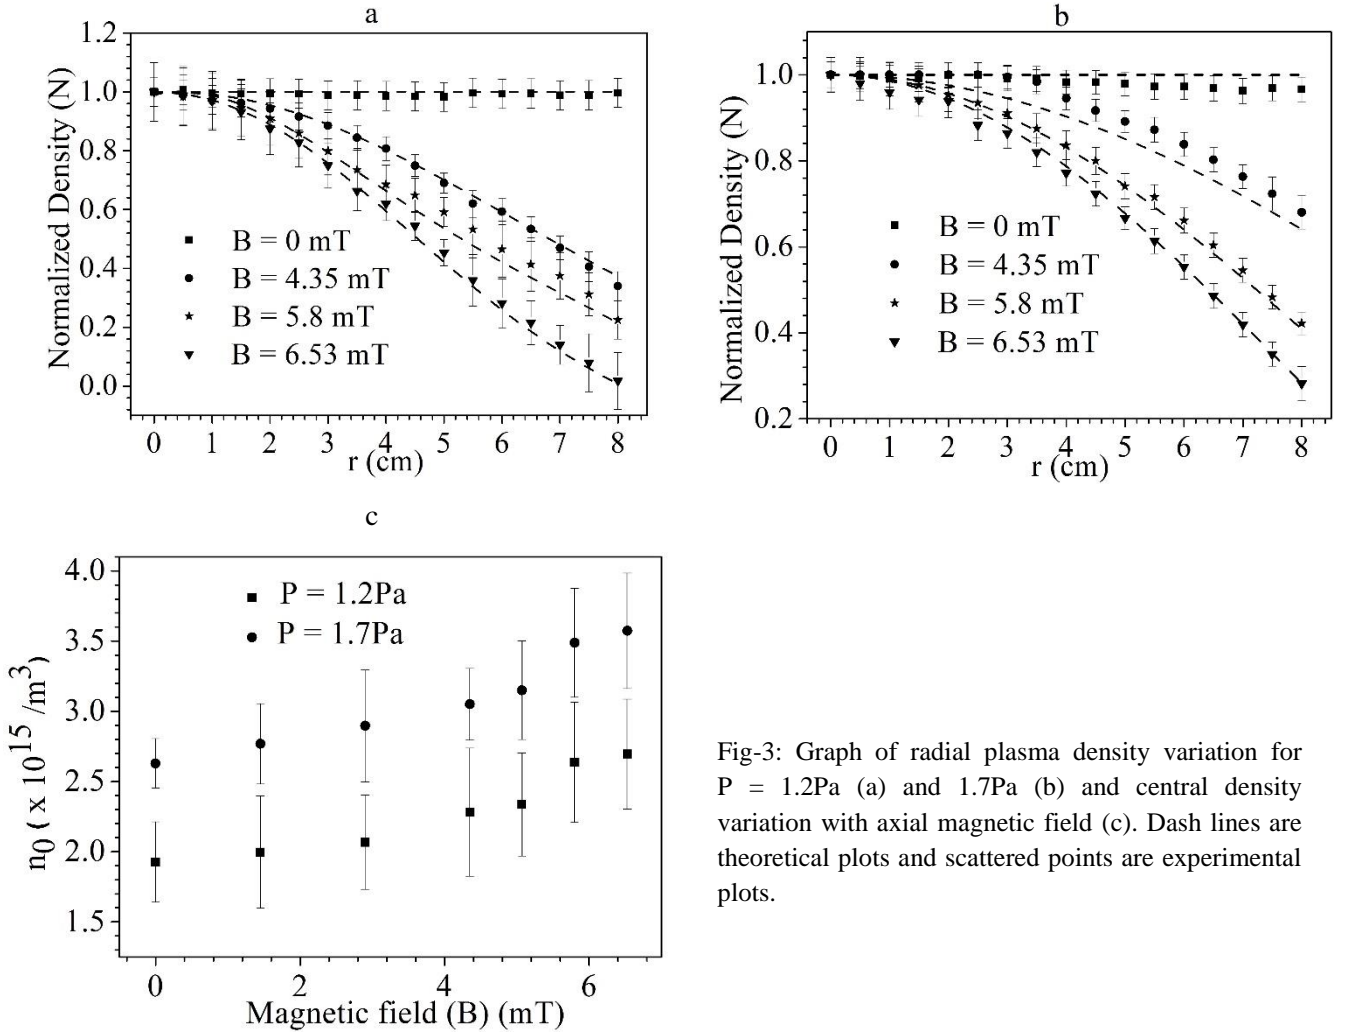 a
1.2
1.0
0.8
0.6
0.4
0.2
0.0
Normalized Density (N)
B = 0 mT
B = 4.35 mT
B = 5.8 mT
B = 6.53 mT
0 1 2 3 4 5 6 7 8
r (cm)
b
1.0
0.8
0.6
0.4
0.2
Normalized Density (N)
B = 0 mT
B = 4.35 mT
B = 5.8 mT
B = 6.53 mT
0 1 2 3 4 5 6 7 8
r (cm)
c
4.0
3.5
3.0
2.5
2.0
1.5
n₀ ( x 10¹⁵ /m³)
P = 1.2Pa
P = 1.7Pa
0 2 4 6
Magnetic field (B) (mT)
Fig-3: Graph of radial plasma density variation for
P = 1.2Pa (a) and 1.7Pa (b) and central density
variation with axial magnetic field (c). Dash lines are
theoretical plots and scattered points are experimental
plots.